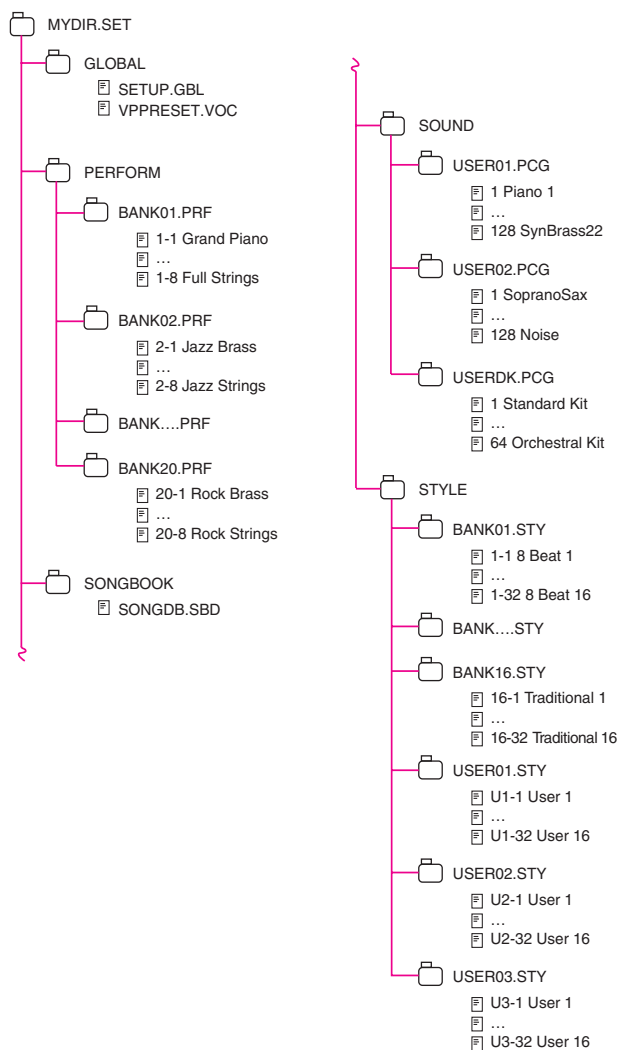 MYDIR.SET
GLOBAL
SETUP.GBL
VPPRESET.VOC
PERFORM
BANK01.PRF
1-1 Grand Piano
…
1-8 Full Strings
BANK02.PRF
2-1 Jazz Brass
…
2-8 Jazz Strings
BANK….PRF
BANK20.PRF
20-1 Rock Brass
…
20-8 Rock Strings
SONGBOOK
SONGDB.SBD
SOUND
USER01.PCG
1 Piano 1
…
128 SynBrass22
USER02.PCG
1 SopranoSax
…
128 Noise
USERDK.PCG
1 Standard Kit
…
64 Orchestral Kit
STYLE
BANK01.STY
1-1 8 Beat 1
…
1-32 8 Beat 16
BANK….STY
BANK16.STY
16-1 Traditional 1
…
16-32 Traditional 16
USER01.STY
U1-1 User 1
…
U1-32 User 16
USER02.STY
U2-1 User 1
…
U2-32 User 16
USER03.STY
U3-1 User 1
…
U3-32 User 16